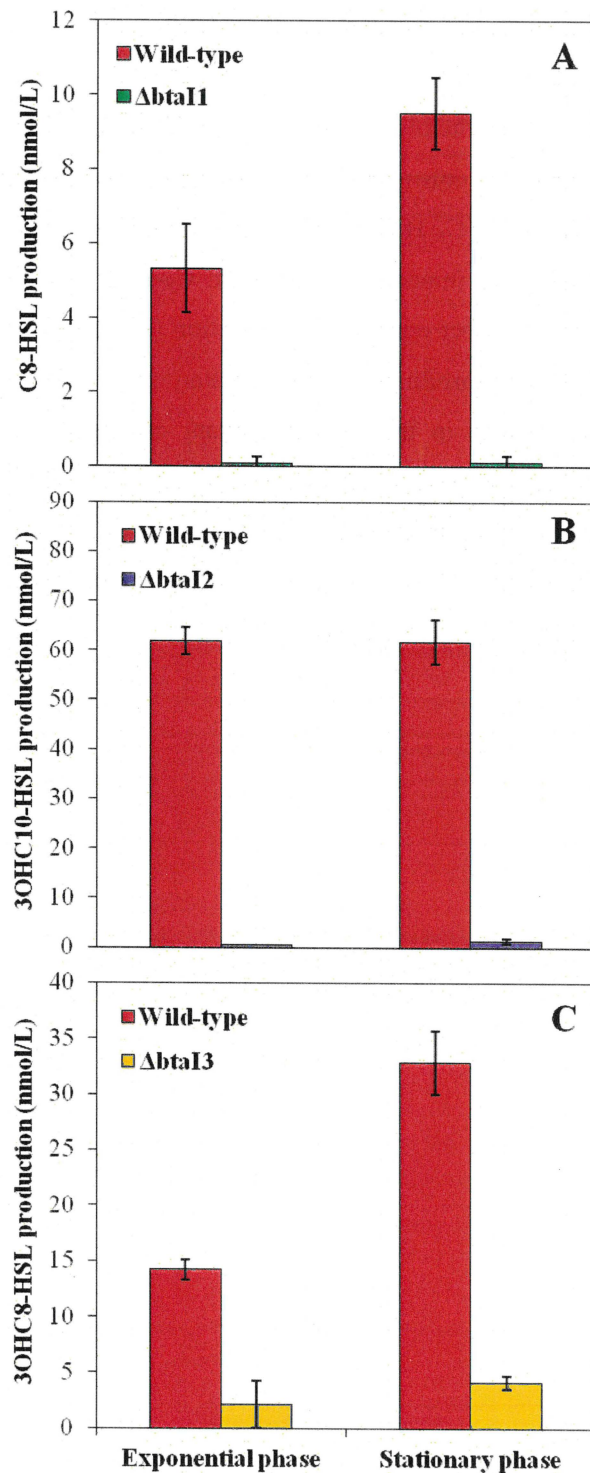 12
10
8
6
4
2
0
C8-HSL production (nmol/L)
Wild-type
ΔbtaI1
A
90
80
70
60
50
40
30
20
10
0
3OHC10-HSL production (nmol/L)
Wild-type
ΔbtaI2
B
40
35
30
25
20
15
10
5
0
3OHC8-HSL production (nmol/L)
Wild-type
ΔbtaI3
C
Exponential phase
Stationary phase